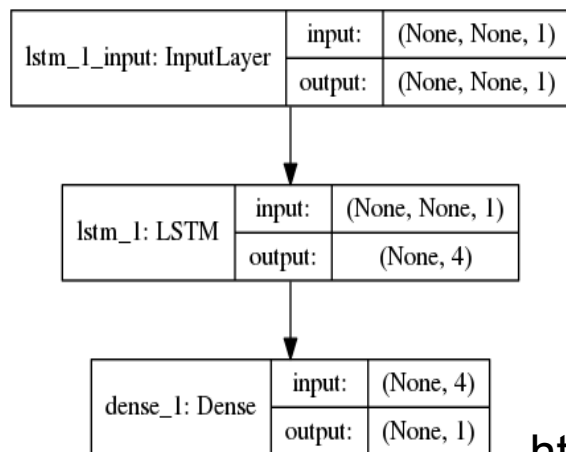 lstm_1_input: InputLayer
input: (None, None, 1)
output: (None, None, 1)
lstm_1: LSTM
input: (None, None, 1)
output: (None, 4)
dense_1: Dense
input: (None, 4)
output: (None, 1)